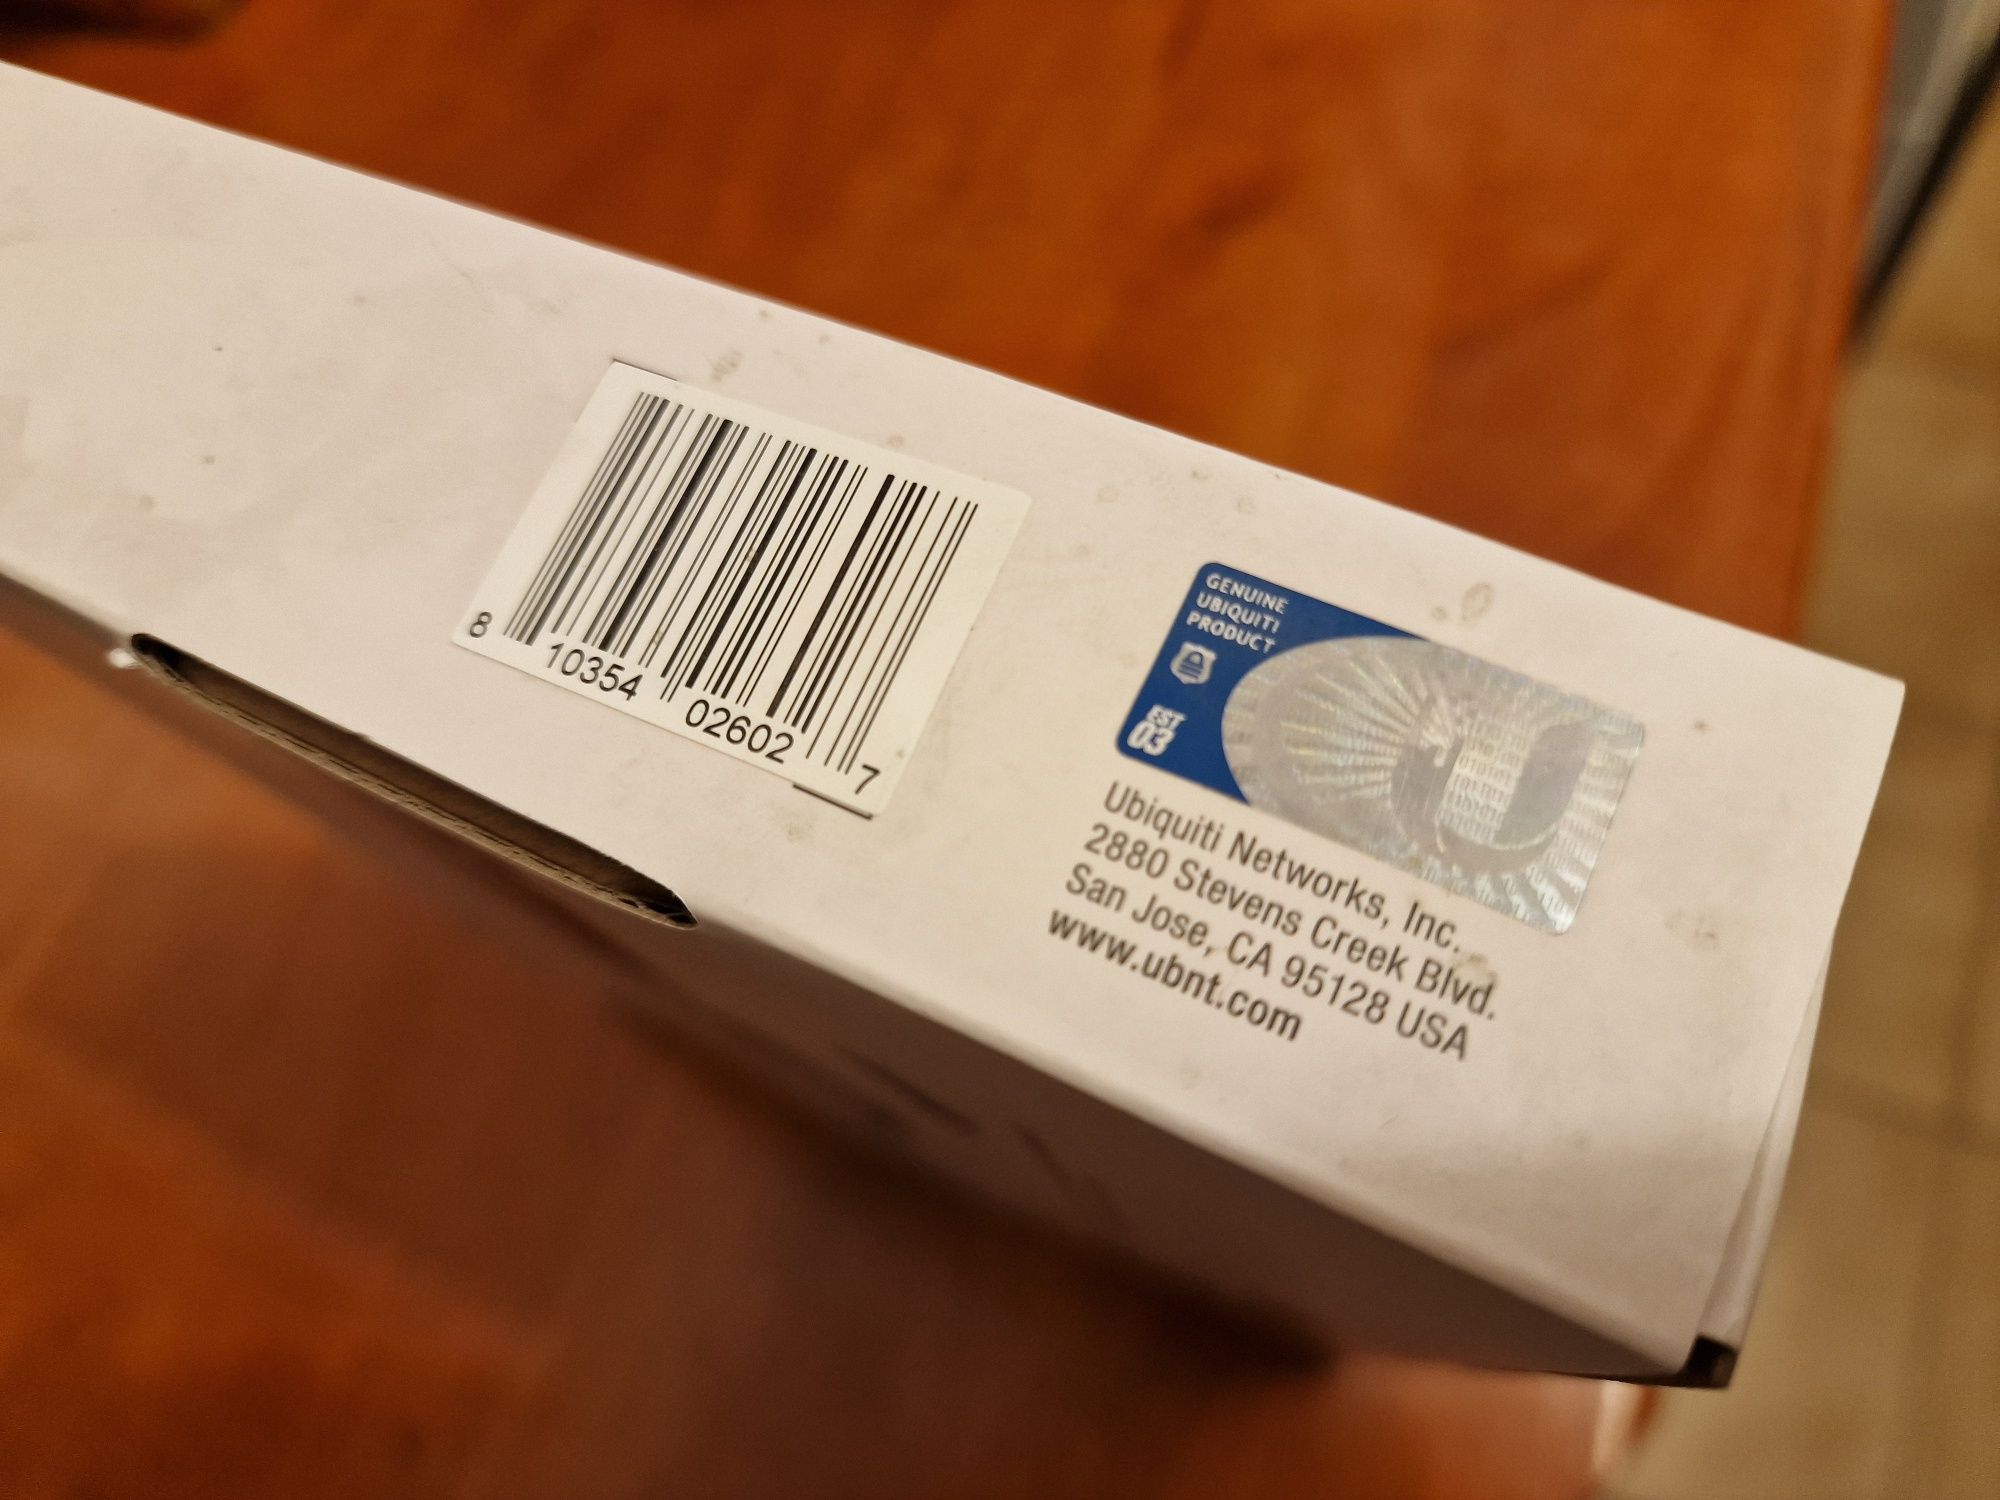 8 10354 02602 7
GENUINE
UBIQUITI
PRODUCT
EST
03
Ubiquiti Networks, Inc.
2880 Stevens Creek Blvd.
San Jose, CA 95128 USA
www.ubnt.com